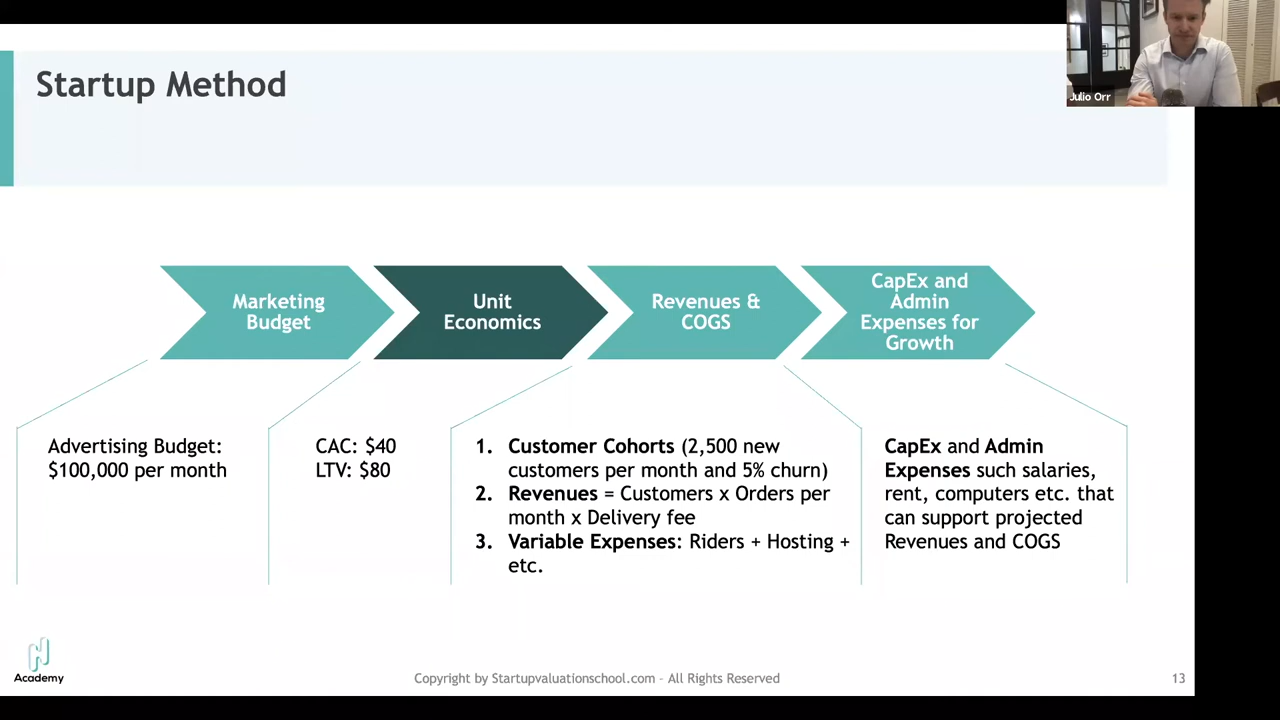 Startup Method
Julio Orr
Marketing
Budget
Unit
Economics
Revenues &
COGS
CapEx and
Admin
Expenses for
Growth
Advertising Budget:
$100,000 per month
CAC: $40
LTV: $80
1. Customer Cohorts (2,500 new
customers per month and 5% churn)
2. Revenues = Customers x Orders per
month x Delivery fee
3. Variable Expenses: Riders + Hosting +
etc.
CapEx and Admin
Expenses such salaries,
rent, computers etc. that
can support projected
Revenues and COGS
Academy
Copyright by Startupvaluationschool.com – All Rights Reserved
13